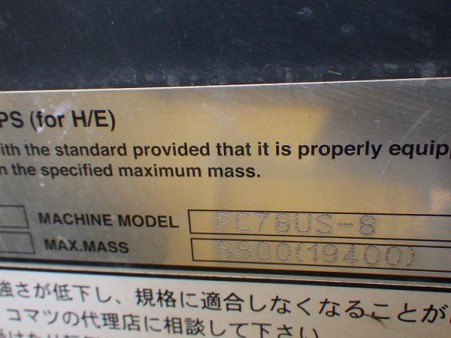 PS (for H/E)
ith the standard provided that it is properly equip
n the specified maximum mass.
MACHINE MODEL PC78US-8
MAX.MASS 8800(19400)
強さが低下し、規格に適合しなくなることが
コマツの代理店に相談して下さい